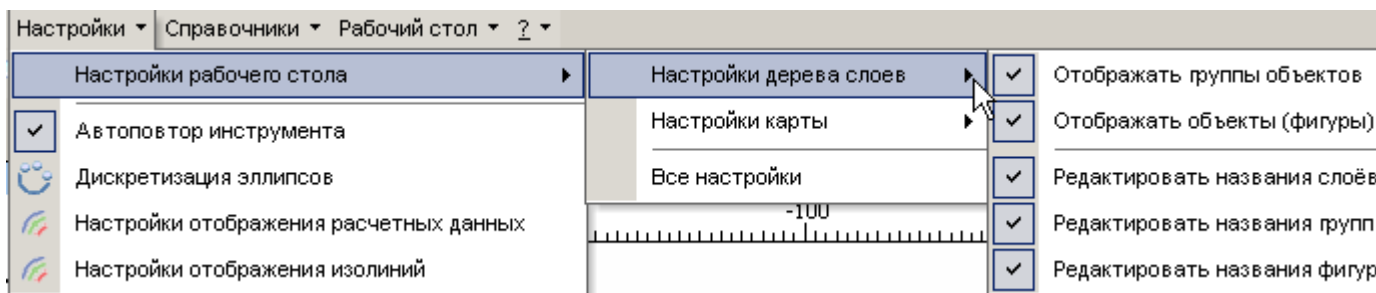 Настройки Справочники Рабочий стол ?
Настройки рабочего стола
Автоповтор инструмента
Дискретизация эллипсов
Настройки отображения расчетных данных
Настройки отображения изолиний
Настройки дерева слоев
Настройки карты
Все настройки
-100
Отображать группы объектов
Отображать объекты (фигуры)
Редактировать названия слоёв
Редактировать названия групп
Редактировать названия фигур